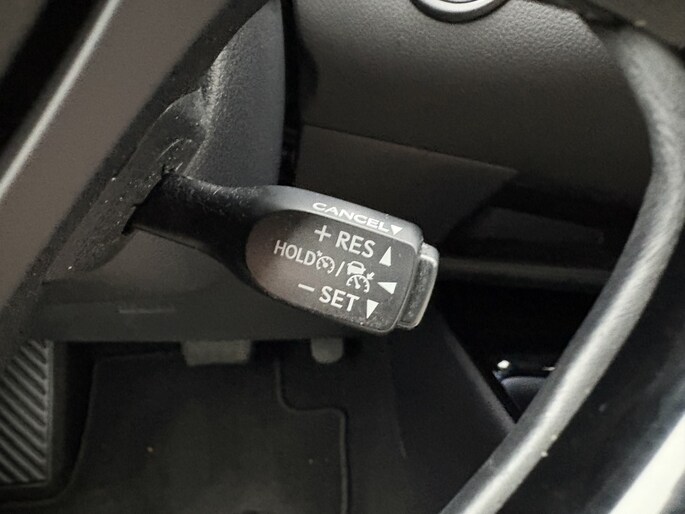 CANCEL▼
+ RES ▲
HOLD / ◀
− SET ▼